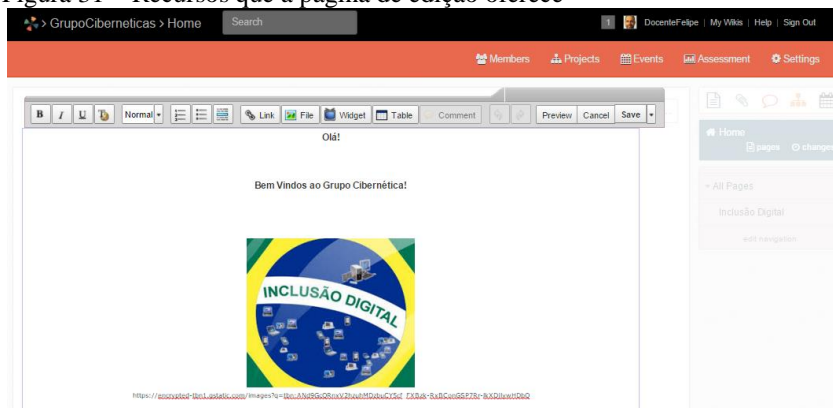 Figura 31 – Recursos que a página de edição oferece
> GrupoCiberneticas > Home Search 1 DocenteFelipe | My Wikis | Help | Sign Out
Members Projects Events Assessment Settings
B I U T Normal Link File Widget Table Comment Preview Cancel Save
Olá!
Home
pages changes
Bem Vindos ao Grupo Cibernética!
All Pages
Inclusão Digital
edit navigation
INCLUSÃO DIGITAL